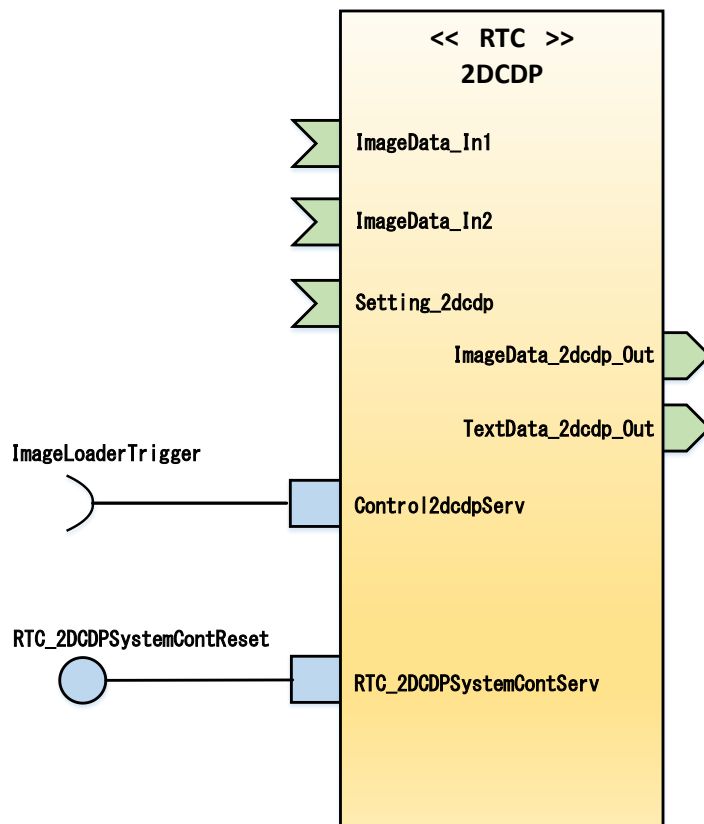 << RTC >>
2DCDP
ImageData_In1
ImageData_In2
Setting_2dcdp
ImageData_2dcdp_Out
TextData_2dcdp_Out
ImageLoaderTrigger
Control2dcdpServ
RTC_2DCDPSystemContReset
RTC_2DCDPSystemContServ